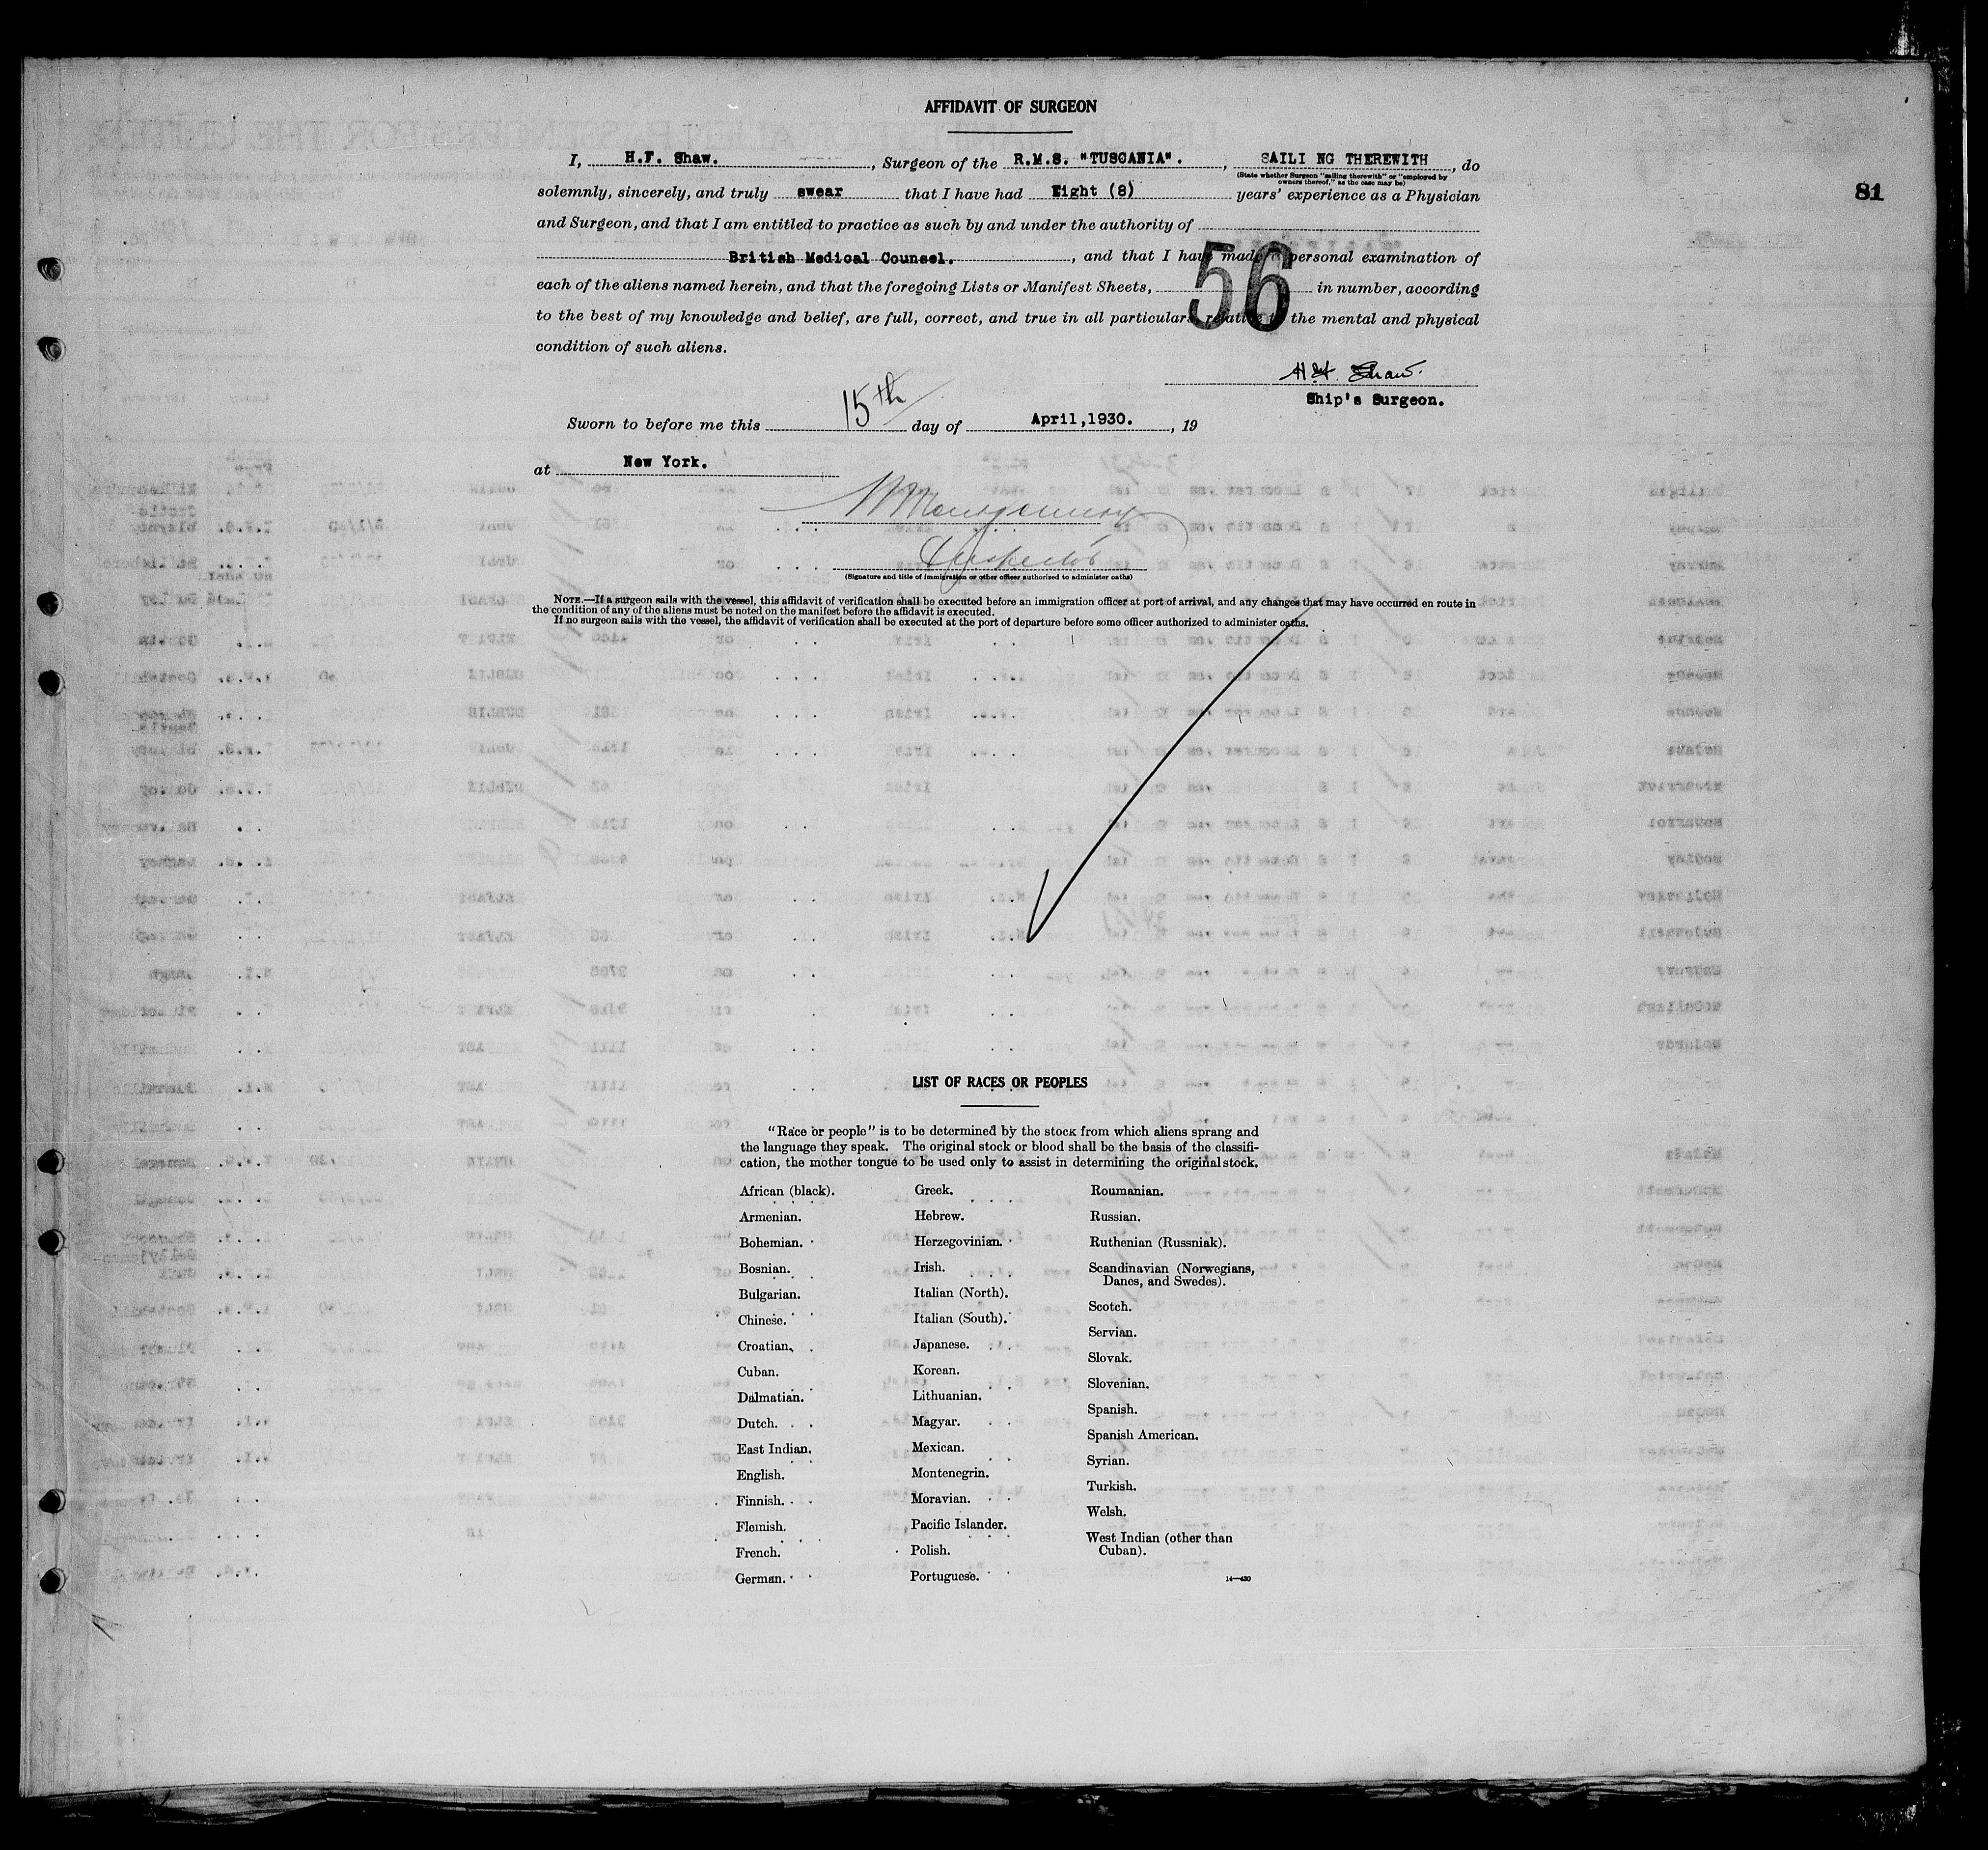 AFFIDAVIT OF SURGEON
I, H.F. Shaw. , Surgeon of the R.M.S. "TUSCANIA". , SAILI NG THEREWITH , do
(State whether Surgeon "sailing therewith" or "employed by
owners thereof," as the case may be)
solemnly, sincerely, and truly swear that I have had Eight (8) years' experience as a Physician
81
and Surgeon, and that I am entitled to practice as such by and under the authority of
British Medical Counsel. , and that I have made a personal examination of
56
each of the aliens named herein, and that the foregoing Lists or Manifest Sheets, in number, according
to the best of my knowledge and belief, are full, correct, and true in all particulars relative to the mental and physical
condition of such aliens.
Shaw.
Ship's Surgeon.
Sworn to before me this 15th day of April,1930. , 19
at New York.
Montgomery
Inspector
(Signature and title of immigration or other officer authorized to administer oaths)
NOTE.—If a surgeon sails with the vessel, this affidavit of verification shall be executed before an immigration officer at port of arrival, and any changes that may have occurred en route in
the condition of any of the aliens must be noted on the manifest before the affidavit is executed.
If no surgeon sails with the vessel, the affidavit of verification shall be executed at the port of departure before some officer authorized to administer oaths.
LIST OF RACES OR PEOPLES
"Race or people" is to be determined by the stock from which aliens sprang and
the language they speak. The original stock or blood shall be the basis of the classifi-
cation, the mother tongue to be used only to assist in determining the original stock.
African (black).
Armenian.
Bohemian.
Bosnian.
Bulgarian.
Chinese.
Croatian.
Cuban.
Dalmatian.
Dutch.
East Indian.
English.
Finnish.
Flemish.
French.
German.
Greek.
Hebrew.
Herzegovinian.
Irish.
Italian (North).
Italian (South).
Japanese.
Korean.
Lithuanian.
Magyar.
Mexican.
Montenegrin.
Moravian.
Pacific Islander.
Polish.
Portuguese.
Roumanian.
Russian.
Ruthenian (Russniak).
Scandinavian (Norwegians,
Danes, and Swedes).
Scotch.
Servian.
Slovak.
Slovenian.
Spanish.
Spanish American.
Syrian.
Turkish.
Welsh.
West Indian (other than
Cuban).
14—430